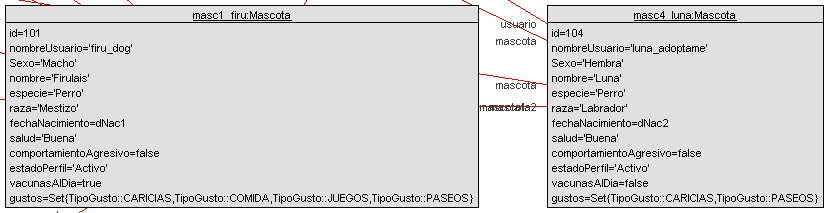 masc1_firu:Mascota
id=101
nombreUsuario='firu_dog'
Sexo='Macho'
nombre='Firulais'
especie='Perro'
raza='Mestizo'
fechaNacimiento=dNac1
salud='Buena'
comportamientoAgresivo=false
estadoPerfil='Activo'
vacunasAlDia=true
gustos=Set{TipoGusto::CARICIAS,TipoGusto::COMIDA,TipoGusto::JUEGOS,TipoGusto::PASEOS}
usuario
mascota
mascota
masc4_luna:Mascota
id=104
nombreUsuario='luna_adoptame'
Sexo='Hembra'
nombre='Luna'
especie='Perro'
raza='Labrador'
fechaNacimiento=dNac2
salud='Buena'
comportamientoAgresivo=false
estadoPerfil='Activo'
vacunasAlDia=false
gustos=Set{TipoGusto::CARICIAS,TipoGusto::PASEOS}